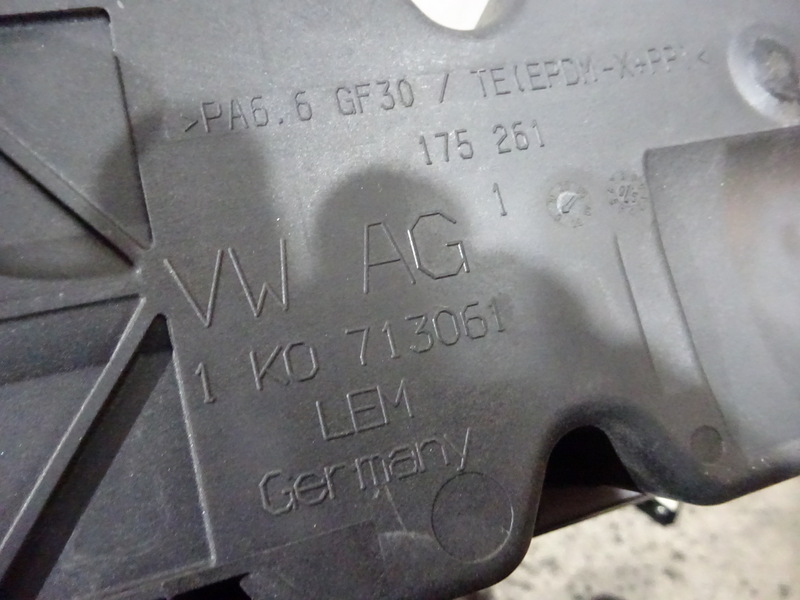 >PA6.6 GF30 / TE(EPDM-X+PP)<
175 261
1
VW AG
1 K0 713061
LEM
Germany